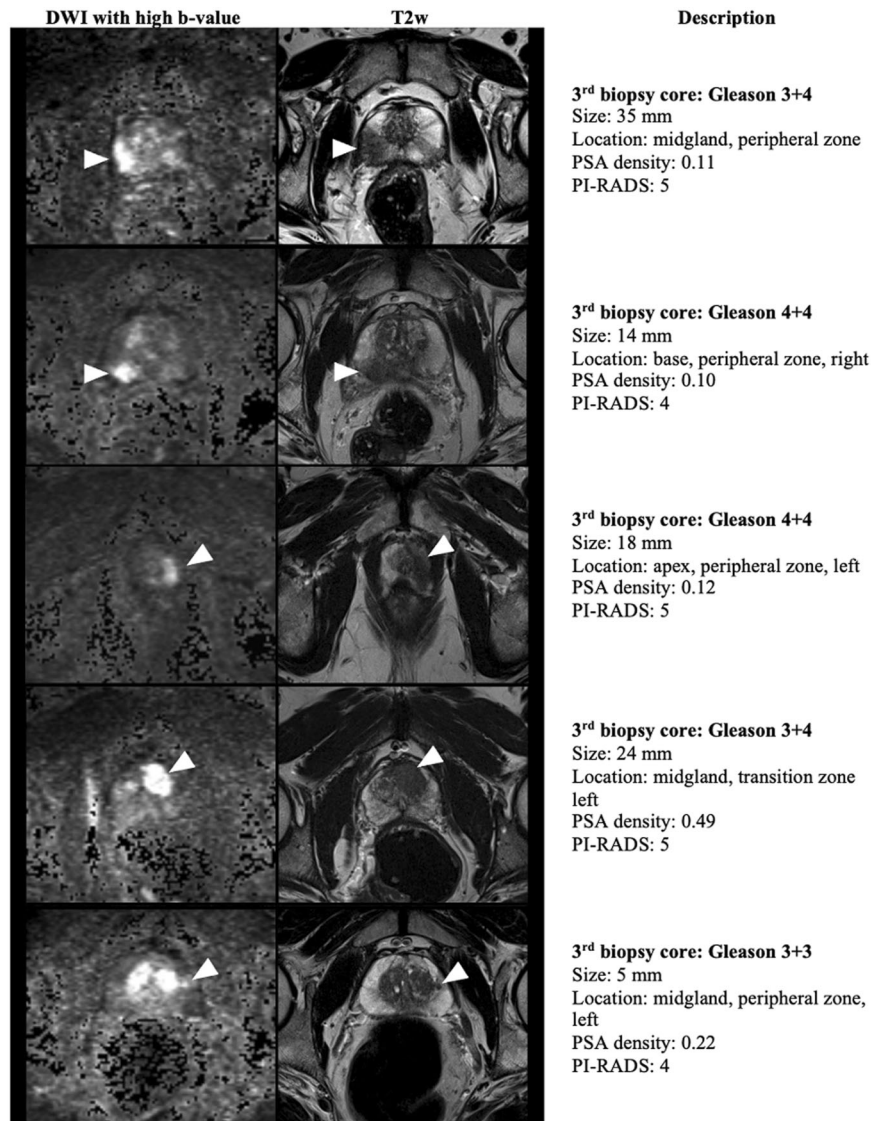 DWI with high b-value T2w Description
3rd biopsy core: Gleason 3+4
Size: 35 mm
Location: midgland, peripheral zone
PSA density: 0.11
PI-RADS: 5
3rd biopsy core: Gleason 4+4
Size: 14 mm
Location: base, peripheral zone, right
PSA density: 0.10
PI-RADS: 4
3rd biopsy core: Gleason 4+4
Size: 18 mm
Location: apex, peripheral zone, left
PSA density: 0.12
PI-RADS: 5
3rd biopsy core: Gleason 3+4
Size: 24 mm
Location: midgland, transition zone
left
PSA density: 0.49
PI-RADS: 5
3rd biopsy core: Gleason 3+3
Size: 5 mm
Location: midgland, peripheral zone,
left
PSA density: 0.22
PI-RADS: 4